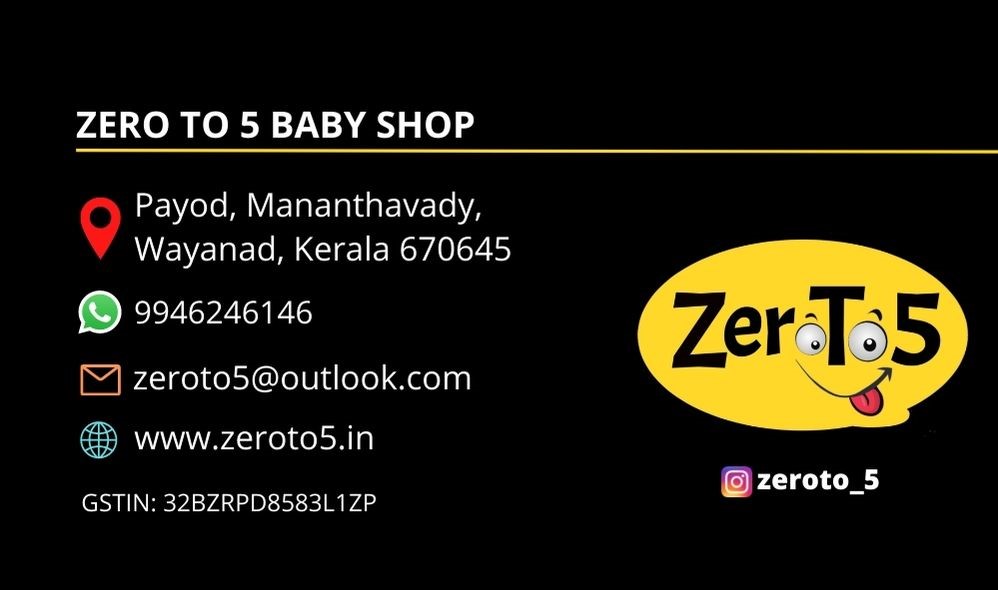 ZERO TO 5 BABY SHOP
Payod, Mananthavady,
Wayanad, Kerala 670645
9946246146
zeroto5@outlook.com
www.zeroto5.in
GSTIN: 32BZRPD8583L1ZP
ZeroTo5
zeroto_5